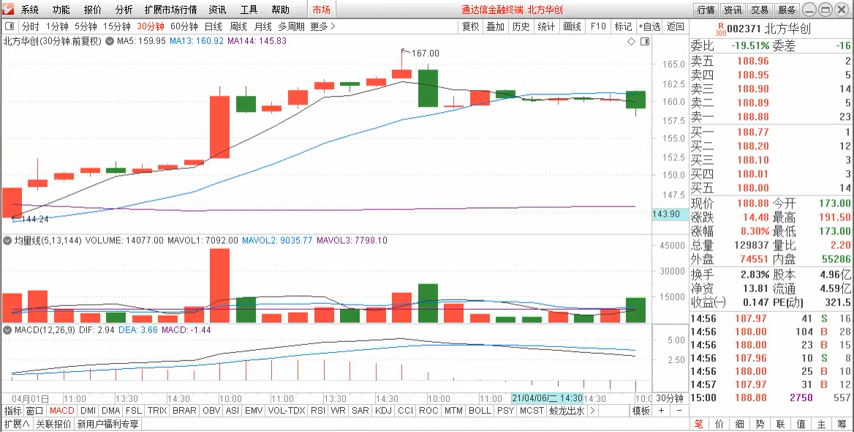 系统 功能 报价 分析 扩展市场行情 资讯 工具 帮助 市场 通达信金融终端 北方华创 行情 资讯 交易 服务
分时 1分钟 5分钟 15分钟 30分钟 60分钟 日线 周线 月线 多周期 更多> 复权 叠加 历史 统计 画线 F10 标记 +自选 返回
R
300
002371 北方华创
北方华创(30分钟 前复权) MA5: 159.95 MA13: 160.92 MA144: 145.83
委比 -19.51% 委差 -16
卖五 188.96 2
卖四 188.95 5
卖三 188.90 14
卖二 188.89 5
卖一 188.88 23
买一 188.77 1
买二 188.20 12
买三 188.10 3
买四 188.01 3
买五 188.00 14
现价 188.88 今开 173.00
涨跌 14.48 最高 191.50
涨幅 8.30% 最低 173.00
总量 129837 量比 2.20
外盘 74551 内盘 55286
换手 2.83% 股本 4.96亿
净资 13.81 流通 4.59亿
收益(一) 0.147 PE(动) 321.5
14:56 187.97 41 S 16
14:56 188.00 104 B 28
14:56 188.00 23 B 15
14:56 187.96 10 S 8
14:56 188.00 25 B 10
14:57 187.97 31 B 12
15:00 188.88 2750 557
167.00
144.24
165.0
162.5
160.0
157.5
155.0
152.5
150.0
147.5
143.90
均量线(5,13,144) VOLUME: 14077.00 MAVOL1: 7092.00 MAVOL2: 9035.77 MAVOL3: 7798.10
45000
30000
15000
MACD(12,26,9) DIF: 2.94 DEA: 3.66 MACD: -1.44
5.00
2.50
04月01日 11:00 13:30 14:30 10:00 11:00 13:30 14:30 10:00 11:00 21/04/06/二 14:30 14:30 10:0 30分钟
指标 窗口 MACD DMI DMA FSL TRIX BRAR OBV ASI EMV VOL-TDX RSI WR SAR KDJ CCI ROC MTM BOLL PSY MCST 蛟龙出水 > 模板 + −
扩展∧ 关联报价 新用户福利专享 笔 价 细 势 联 值 主 筹